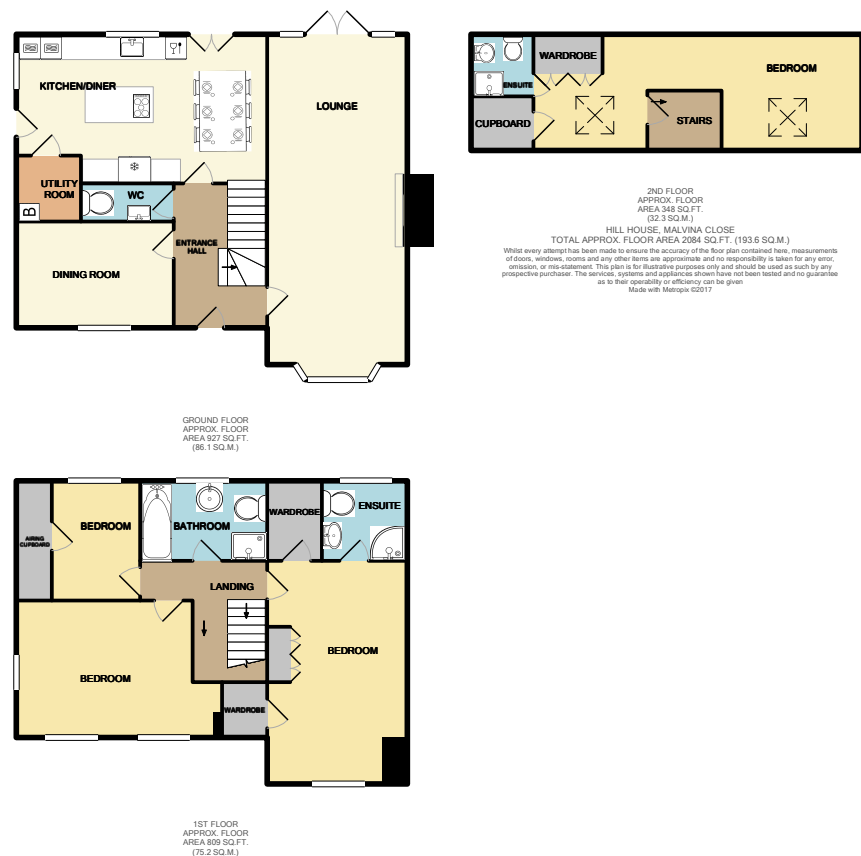 KITCHEN/DINER
LOUNGE
UTILITY
ROOM
WC
B
ENTRANCE
HALL
DINING ROOM
GROUND FLOOR
APPROX. FLOOR
AREA 927 SQ.FT.
(86.1 SQ.M.)
WARDROBE
BEDROOM
ENSUITE
CUPBOARD
STAIRS
2ND FLOOR
APPROX. FLOOR
AREA 348 SQ.FT.
(32.3 SQ.M.)
HILL HOUSE, MALVINA CLOSE
TOTAL APPROX. FLOOR AREA 2084 SQ.FT. (193.6 SQ.M.)
Whilst every attempt has been made to ensure the accuracy of the floor plan contained here, measurements
of doors, windows, rooms and any other items are approximate and no responsibility is taken for any error,
omission, or mis-statement. This plan is for illustrative purposes only and should be used as such by any
prospective purchaser. The services, systems and appliances shown have not been tested and no guarantee
as to their operability or efficiency can be given
Made with Metropix ©2017
AIRING
CUPBOARD
BEDROOM
BATHROOM
WARDROBE
ENSUITE
LANDING
BEDROOM
BEDROOM
WARDROBE
1ST FLOOR
APPROX. FLOOR
AREA 809 SQ.FT.
(75.2 SQ.M.)